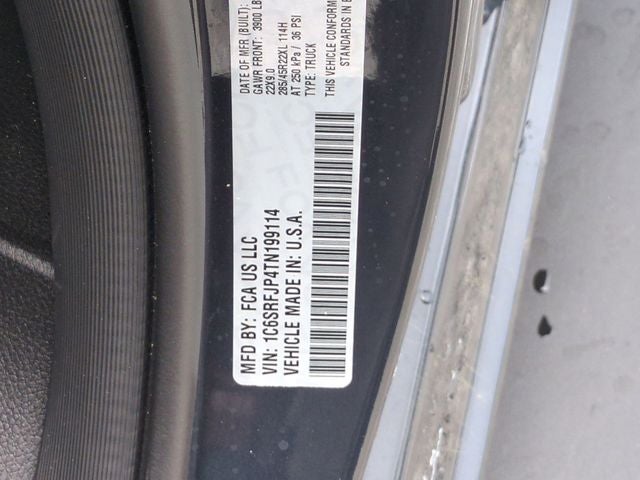 MFD BY: FCA US LLC
DATE OF MFR (BUILT):
GAWR FRONT: 3900 LB
22X9.0
285/45R22XL 114H
AT 250 kPa / 36 PSI
TYPE: TRUCK
THIS VEHICLE CONFORM
STANDARDS IN
VIN: 1C6SRFJP4TN199114
VEHICLE MADE IN: U.S.A.